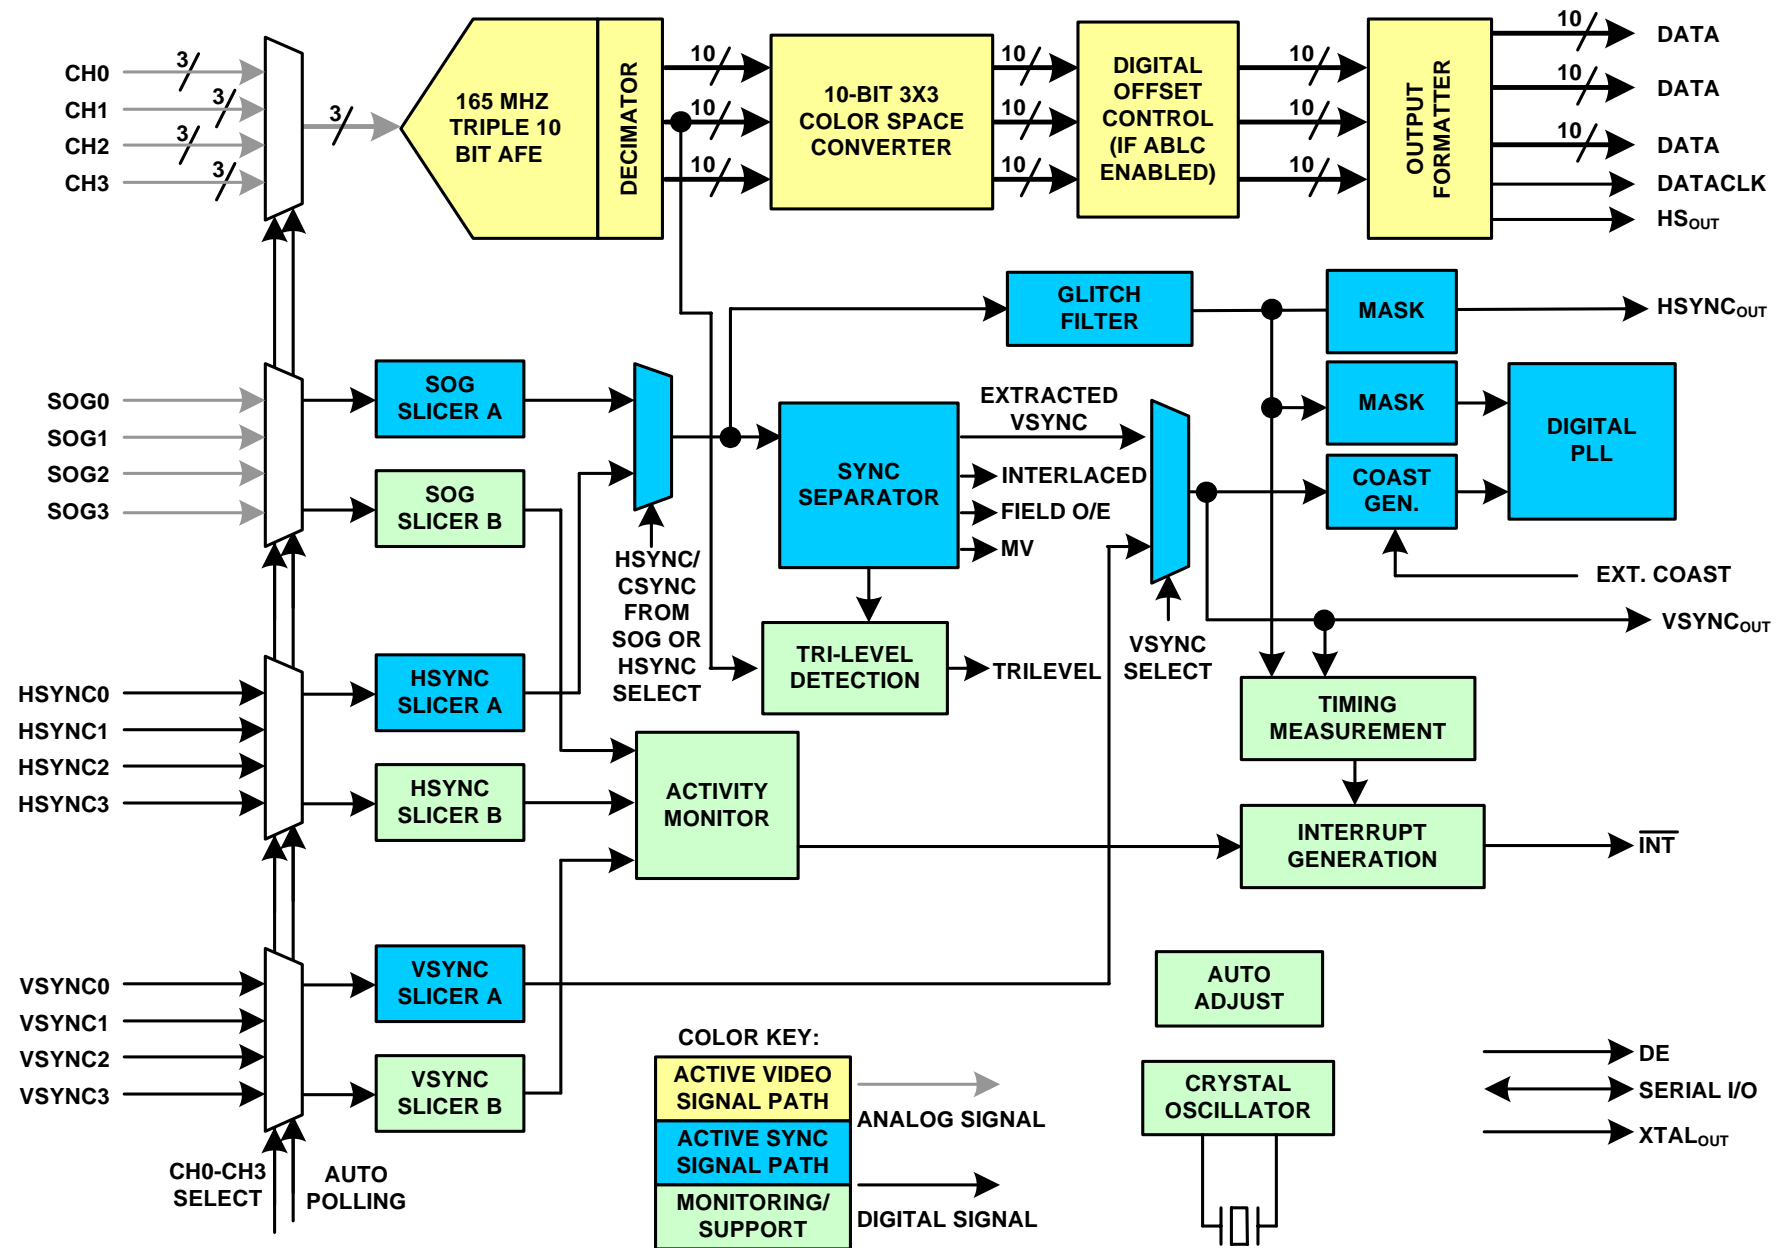 CH0
CH1
CH2
CH3
3
3
3
3
3
165 MHZ
TRIPLE 10
BIT AFE
DECIMATOR
10
10
10
10-BIT 3X3
COLOR SPACE
CONVERTER
10
10
10
DIGITAL
OFFSET
CONTROL
(IF ABLC
ENABLED)
10
10
10
OUTPUT
FORMATTER
10
10
10
DATA
DATA
DATA
DATACLK
HSOUT
GLITCH
FILTER
MASK
HSYNCOUT
SOG0
SOG1
SOG2
SOG3
SOG
SLICER A
SOG
SLICER B
HSYNC/
CSYNC
FROM
SOG OR
HSYNC
SELECT
SYNC
SEPARATOR
EXTRACTED
VSYNC
INTERLACED
FIELD O/E
MV
MASK
COAST
GEN.
DIGITAL
PLL
EXT. COAST
VSYNC
SELECT
VSYNCOUT
TRI-LEVEL
DETECTION
TRILEVEL
HSYNC0
HSYNC1
HSYNC2
HSYNC3
HSYNC
SLICER A
HSYNC
SLICER B
ACTIVITY
MONITOR
TIMING
MEASUREMENT
INTERRUPT
GENERATION
INT
VSYNC0
VSYNC1
VSYNC2
VSYNC3
VSYNC
SLICER A
VSYNC
SLICER B
CH0-CH3
SELECT
AUTO
POLLING
COLOR KEY:
ACTIVE VIDEO
SIGNAL PATH
ACTIVE SYNC
SIGNAL PATH
MONITORING/
SUPPORT
ANALOG SIGNAL
DIGITAL SIGNAL
AUTO
ADJUST
CRYSTAL
OSCILLATOR
DE
SERIAL I/O
XTALOUT